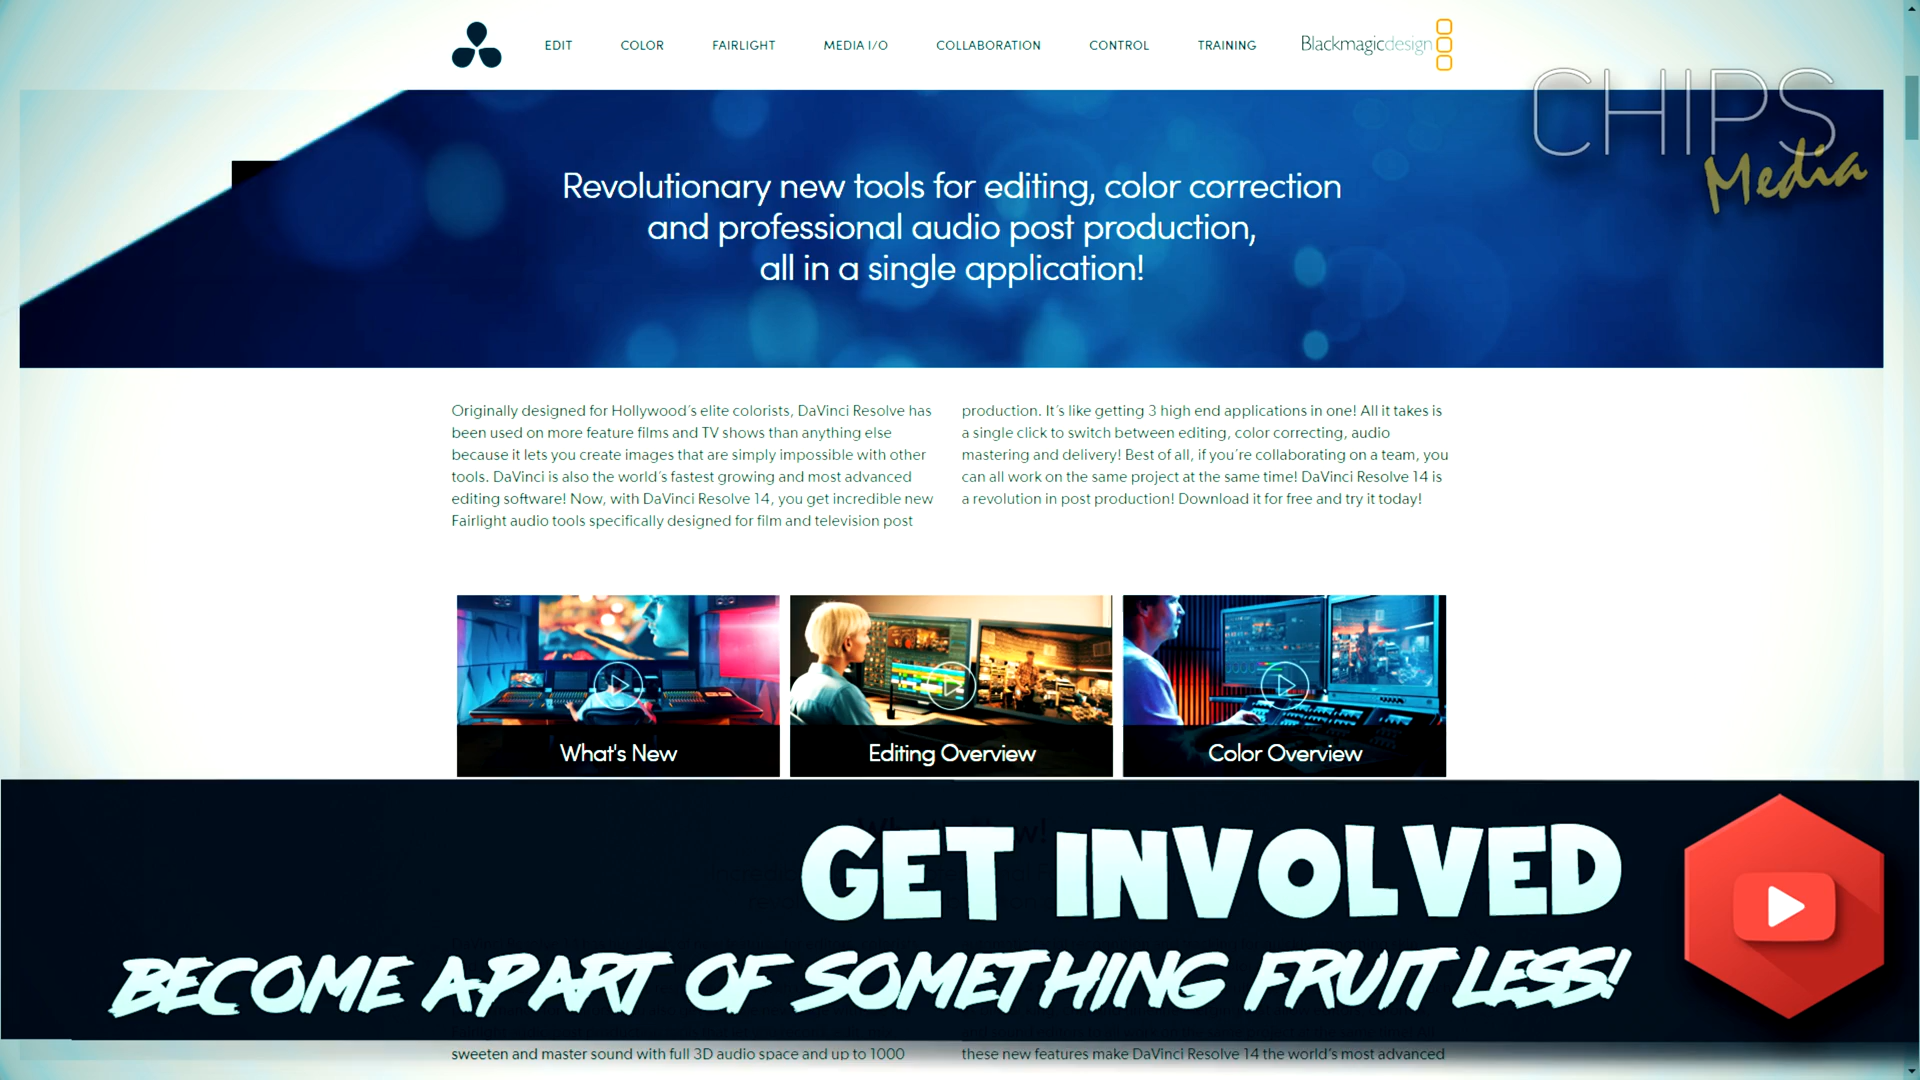 EDIT COLOR FAIRLIGHT MEDIA I/O COLLABORATION CONTROL TRAINING Blackmagicdesign
CHIPS
Media
Revolutionary new tools for editing, color correction
and professional audio post production,
all in a single application!
Originally designed for Hollywood's elite colorists, DaVinci Resolve has
been used on more feature films and TV shows than anything else
because it lets you create images that are simply impossible with other
tools. DaVinci is also the world's fastest growing and most advanced
editing software! Now, with DaVinci Resolve 14, you get incredible new
Fairlight audio tools specifically designed for film and television post
production. It's like getting 3 high end applications in one! All it takes is
a single click to switch between editing, color correcting, audio
mastering and delivery! Best of all, if you're collaborating on a team, you
can all work on the same project at the same time! DaVinci Resolve 14 is
a revolution in post production! Download it for free and try it today!
What's New
Editing Overview
Color Overview
GET INVOLVED
BECOME APART OF SOMETHING FRUIT LESS!
sweeten and master sound with full 3D audio space and up to 1000
these new features make DaVinci Resolve 14 the world's most advanced